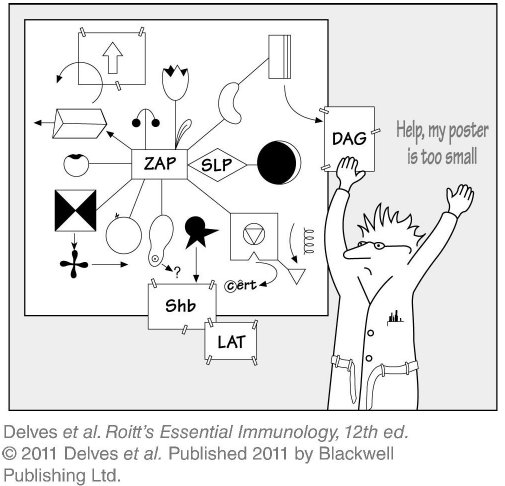 DAG
Help, my poster
is too small
ZAP
SLP
?
©êrt
Shb
LAT
Delves et al. Roitt's Essential Immunology, 12th ed.
© 2011 Delves et al. Published 2011 by Blackwell
Publishing Ltd.